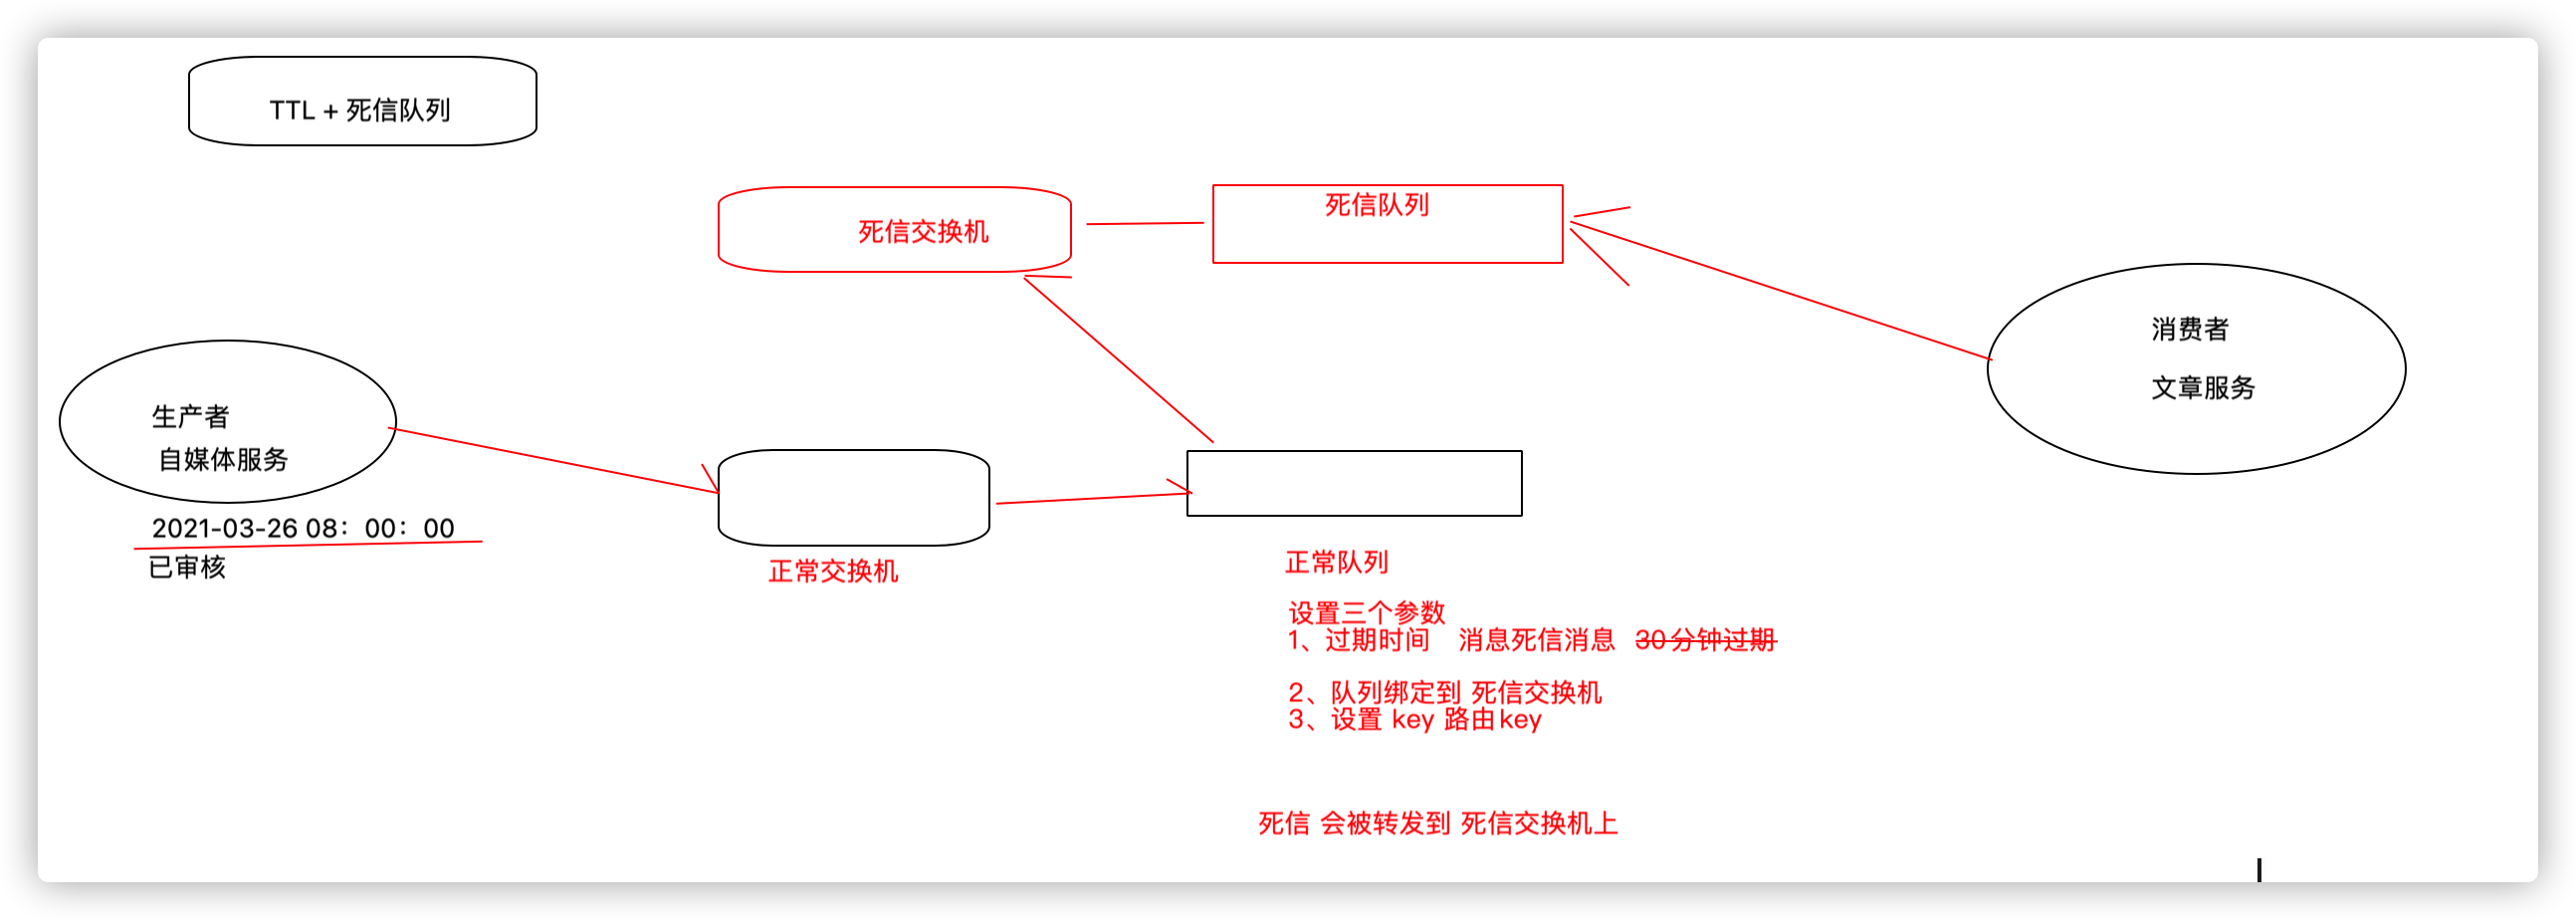 TTL + 死信队列
死信交换机
死信队列
消费者
文章服务
生产者
自媒体服务
2021-03-26 08：00：00
已审核
正常交换机
正常队列
设置三个参数
1、过期时间 消息死信消息 30分钟过期
2、队列绑定到 死信交换机
3、设置 key 路由key
死信 会被转发到 死信交换机上